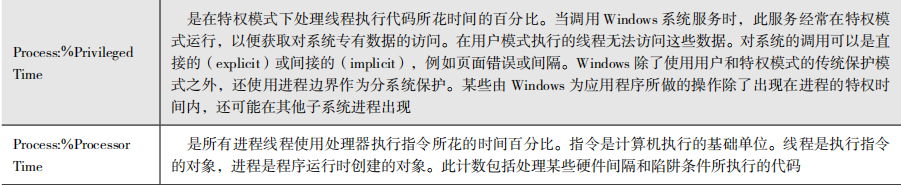 是在特权模式下处理线程执行代码所花时间的百分比。当调用 Windows 系统服务时，此服务经常在特权模
Process:%Privileged
式运行，以便获取对系统专有数据的访问。在用户模式执行的线程无法访问这些数据。对系统的调用可以是直
Time
接的（explicit）或间接的（implicit），例如页面错误或间隔。Windows 除了使用用户和特权模式的传统保护模
式之外，还使用进程边界作为分系统保护。某些由 Windows 为应用程序所做的操作除了出现在进程的特权时
间内，还可能在其他子系统进程出现
Process:%Processor
Time
是所有进程线程使用处理器执行指令所花的时间百分比。指令是计算机执行的基础单位。线程是执行指令
的对象，进程是程序运行时创建的对象。此计数包括处理某些硬件间隔和陷阱条件所执行的代码